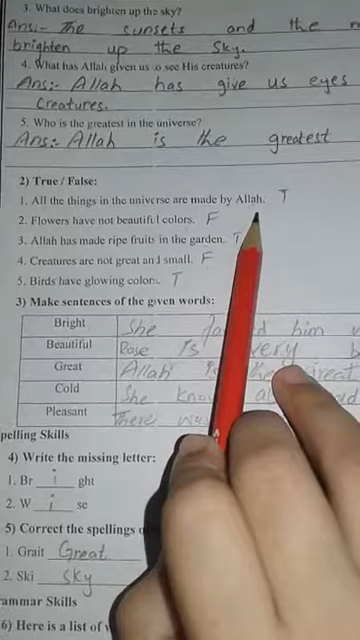 3. What does brighten up the sky?
Ans:- The sunsets and the
brighten up the sky.
4. What has Allah given us to see His creatures?
Ans:- Allah has give us eyes
creatures.
5. Who is the greatest in the universe?
Ans:- Allah is the greatest
2) True / False:
1. All the things in the universe are made by Allah. T
2. Flowers have not beautiful colors. F
3. Allah has made ripe fruits in the garden. T
4. Creatures are not great and small. F
5. Birds have glowing colors. T
3) Make sentences of the given words:
Bright She him
Beautiful Rose is very
Great Allah is the great
Cold She
Pleasant There
pelling Skills
4) Write the missing letter:
1. Br i ght
2. W i se
5) Correct the spellings
1. Grait Great
2. Ski sky
ammar Skills
6) Here is a list of